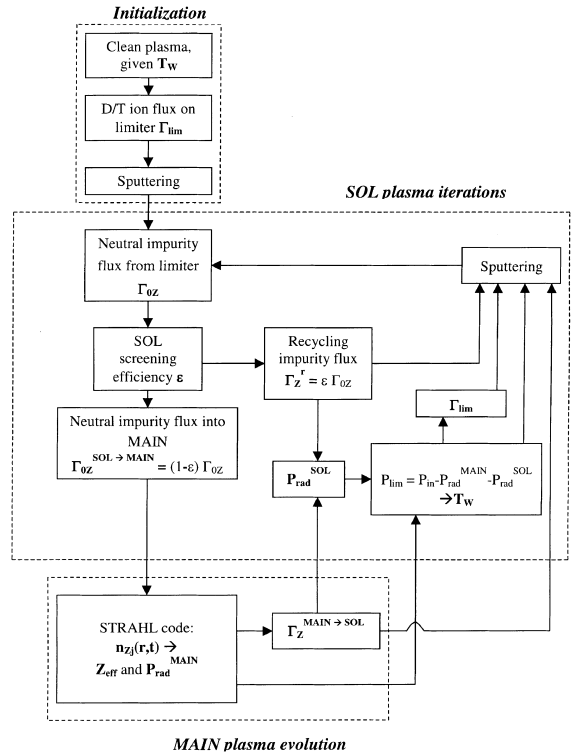 Initialization
Clean plasma,
given T_W
D/T ion flux on
limiter Γ_lim
Sputtering
SOL plasma iterations
Neutral impurity
flux from limiter
Γ_0Z
Sputtering
SOL
screening
efficiency ε
Recycling
impurity flux
Γ_Z^r = ε Γ_0Z
Γ_lim
Neutral impurity flux into
MAIN
Γ_0Z^SOL → MAIN = (1-ε) Γ_0Z
P_rad^SOL
P_lim = P_in-P_rad^MAIN-P_rad^SOL
→T_W
STRAHL code:
n_Zj(r,t) →
Z_eff and P_rad^MAIN
Γ_Z^MAIN → SOL
MAIN plasma evolution